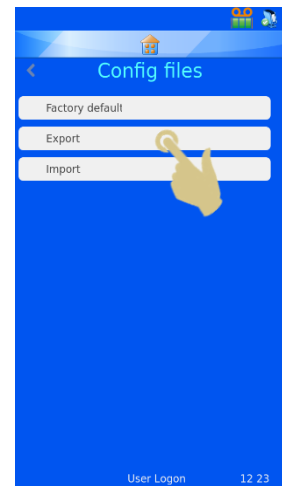 Config files
Factory default
Export
Import
User Logon 12 23